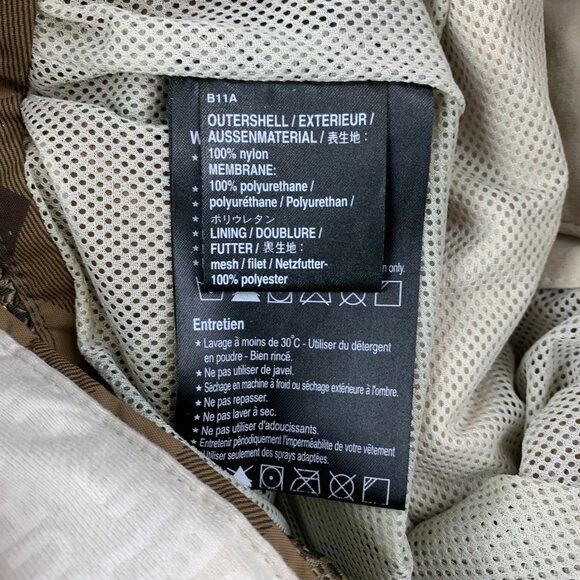 B11A
OUTERSHELL / EXTERIEUR /
AUSSENMATERIAL / 表生地 :
100% nylon
MEMBRANE:
100% polyurethane /
polyuréthane / Polyurethan /
ポリウレタン
LINING / DOUBLURE /
FUTTER / 表生地 :
mesh / filet / Netzfutter-
100% polyester
W
on only.
Entretien
★ Lavage à moins de 30°C - Utiliser du détergent
en poudre - Bien rincé.
★ Ne pas utiliser de javel.
★ Séchage en machine à froid ou séchage extérieure à l'ombre.
★ Ne pas repasser.
★ Ne pas laver à sec.
★ Ne pas utiliser d'adoucissants.
★ Entretenir périodiquement l'imperméabilité de votre vêtement
Utiliser seulement des sprays adaptées.